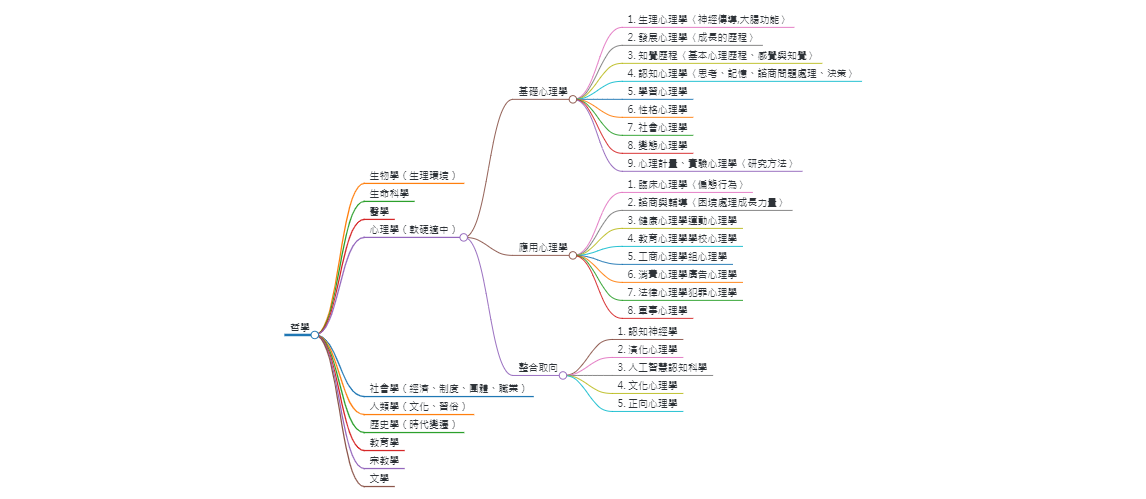 哲學
生物學（生理環境）
生命科學
醫學
心理學（軟硬適中）
基礎心理學
1. 生理心理學（神經傳導,大腸功能）
2. 發展心理學（成長的歷程）
3. 知覺歷程（基本心理歷程、感覺與知覺）
4. 認知心理學（思考、記憶、諮商問題處理、決策）
5. 學習心理學
6. 性格心理學
7. 社會心理學
8. 變態心理學
9. 心理計量、實驗心理學（研究方法）
應用心理學
1. 臨床心理學（偏態行為）
2. 諮商與輔導（困境處理成長力量）
3. 健康心理學運動心理學
4. 教育心理學學校心理學
5. 工商心理學組心理學
6. 消費心理學廣告心理學
7. 法律心理學犯罪心理學
8. 軍事心理學
整合取向
1. 認知神經學
2. 演化心理學
3. 人工智慧認知科學
4. 文化心理學
5. 正向心理學
社會學（經濟、制度、團體、職業）
人類學（文化、習俗）
歷史學（時代變遷）
教育學
宗教學
文學